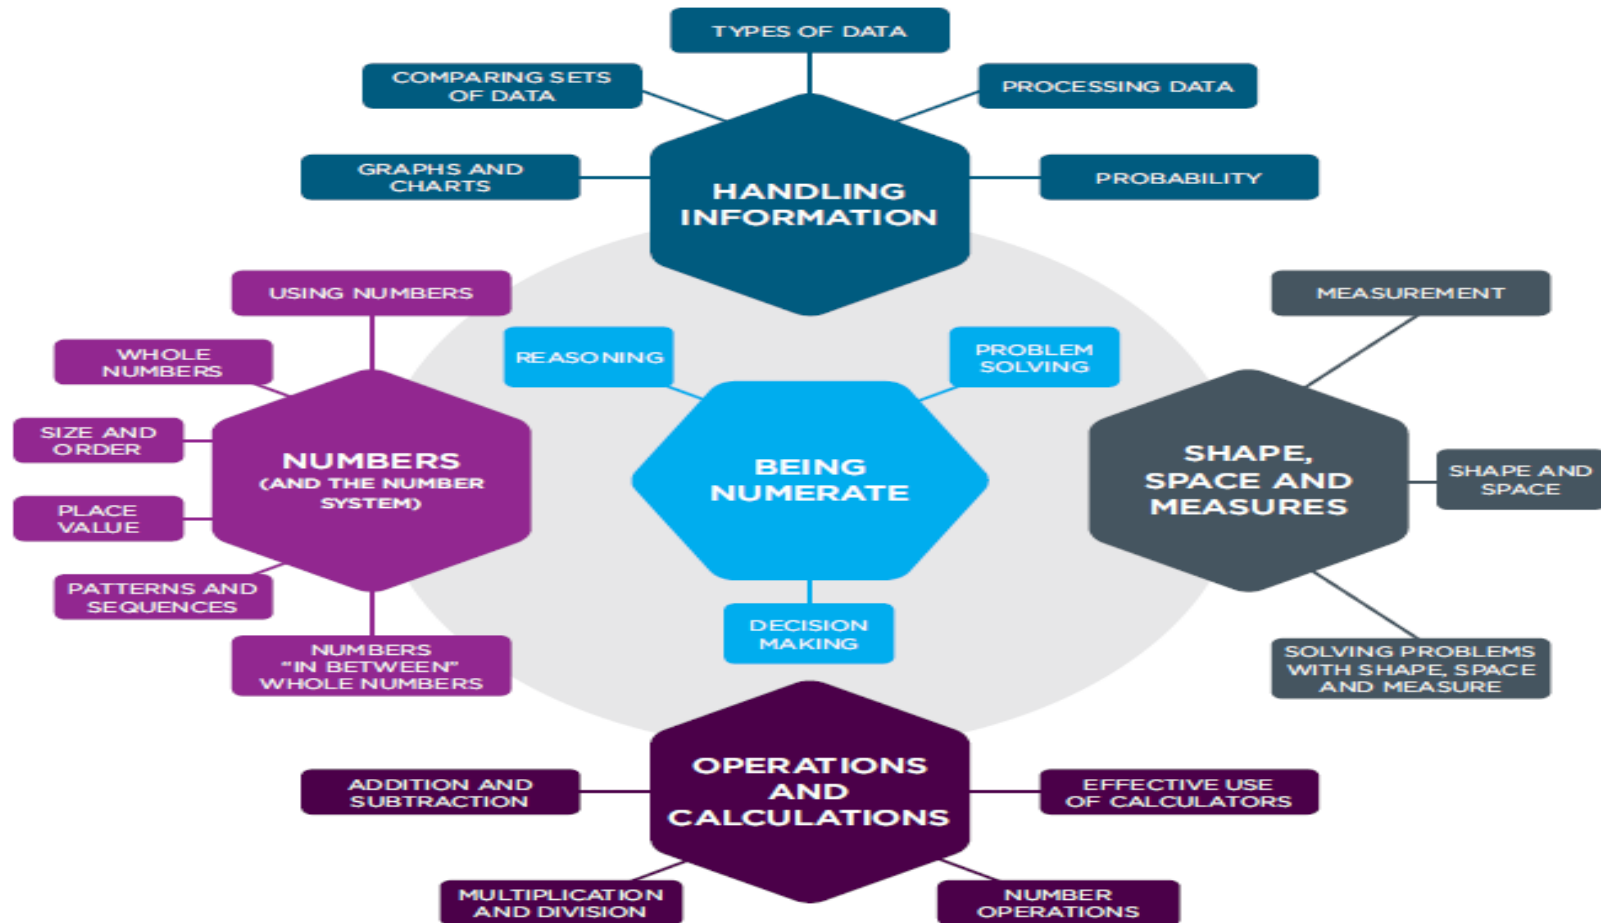 TYPES OF DATA
COMPARING SETS
OF DATA
PROCESSING DATA
GRAPHS AND
CHARTS
PROBABILITY
HANDLING
INFORMATION
USING NUMBERS
WHOLE
NUMBERS
SIZE AND
ORDER
PLACE
VALUE
PATTERNS AND
SEQUENCES
NUMBERS
“IN BETWEEN”
WHOLE NUMBERS
NUMBERS
(AND THE NUMBER
SYSTEM)
REASONING
PROBLEM
SOLVING
BEING
NUMERATE
DECISION
MAKING
MEASUREMENT
SHAPE,
SPACE AND
MEASURES
SHAPE AND
SPACE
SOLVING PROBLEMS
WITH SHAPE, SPACE
AND MEASURE
OPERATIONS
AND
CALCULATIONS
ADDITION AND
SUBTRACTION
EFFECTIVE USE
OF CALCULATORS
MULTIPLICATION
AND DIVISION
NUMBER
OPERATIONS